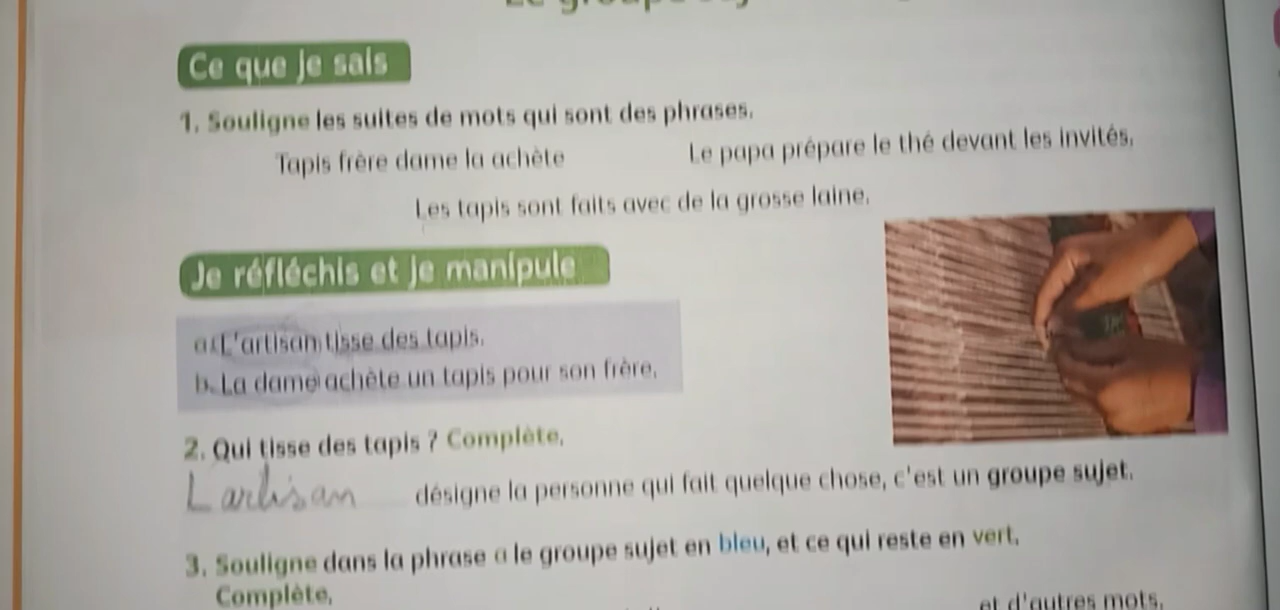 Ce que je sais
1. Souligne les suites de mots qui sont des phrases.
Tapis frère dame la achète Le papa prépare le thé devant les invités.
Les tapis sont faits avec de la grosse laine.
Je réfléchis et je manipule
a. L'artisan tisse des tapis.
b. La dame achète un tapis pour son frère.
2. Qui tisse des tapis ? Complète.
L'artisan désigne la personne qui fait quelque chose, c'est un groupe sujet.
3. Souligne dans la phrase a le groupe sujet en bleu, et ce qui reste en vert.
Complète.
et d'autres mots.